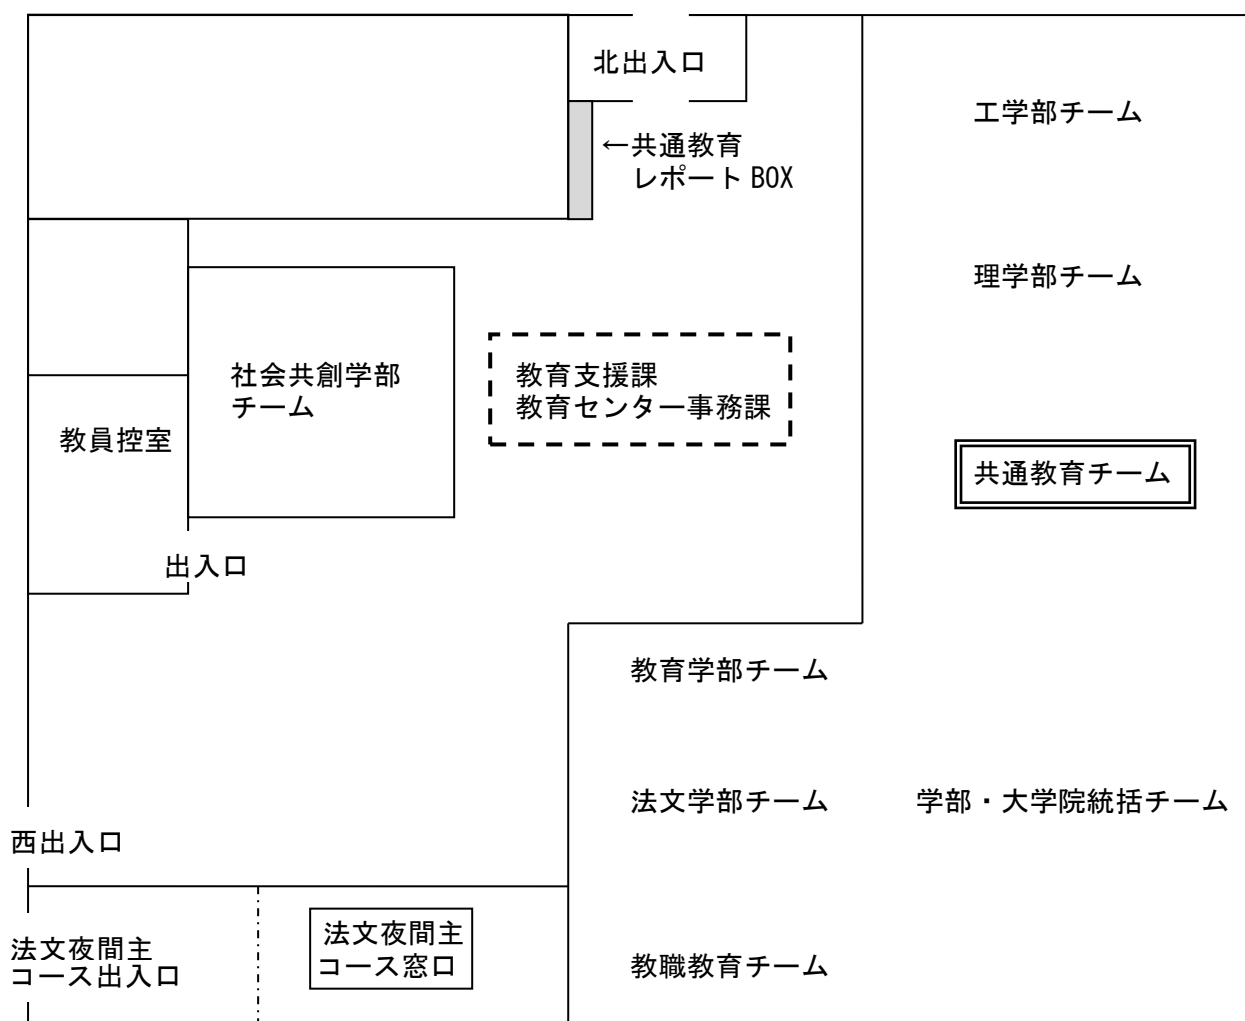 北出入口
工学部チーム
←共通教育
レポート BOX
理学部チーム
社会共創学部
チーム
教育支援課
教育センター事務課
教員控室
共通教育チーム
出入口
教育学部チーム
法文学部チーム
学部・大学院統括チーム
西出入口
法文夜間主
コース出入口
法文夜間主
コース窓口
教職教育チーム